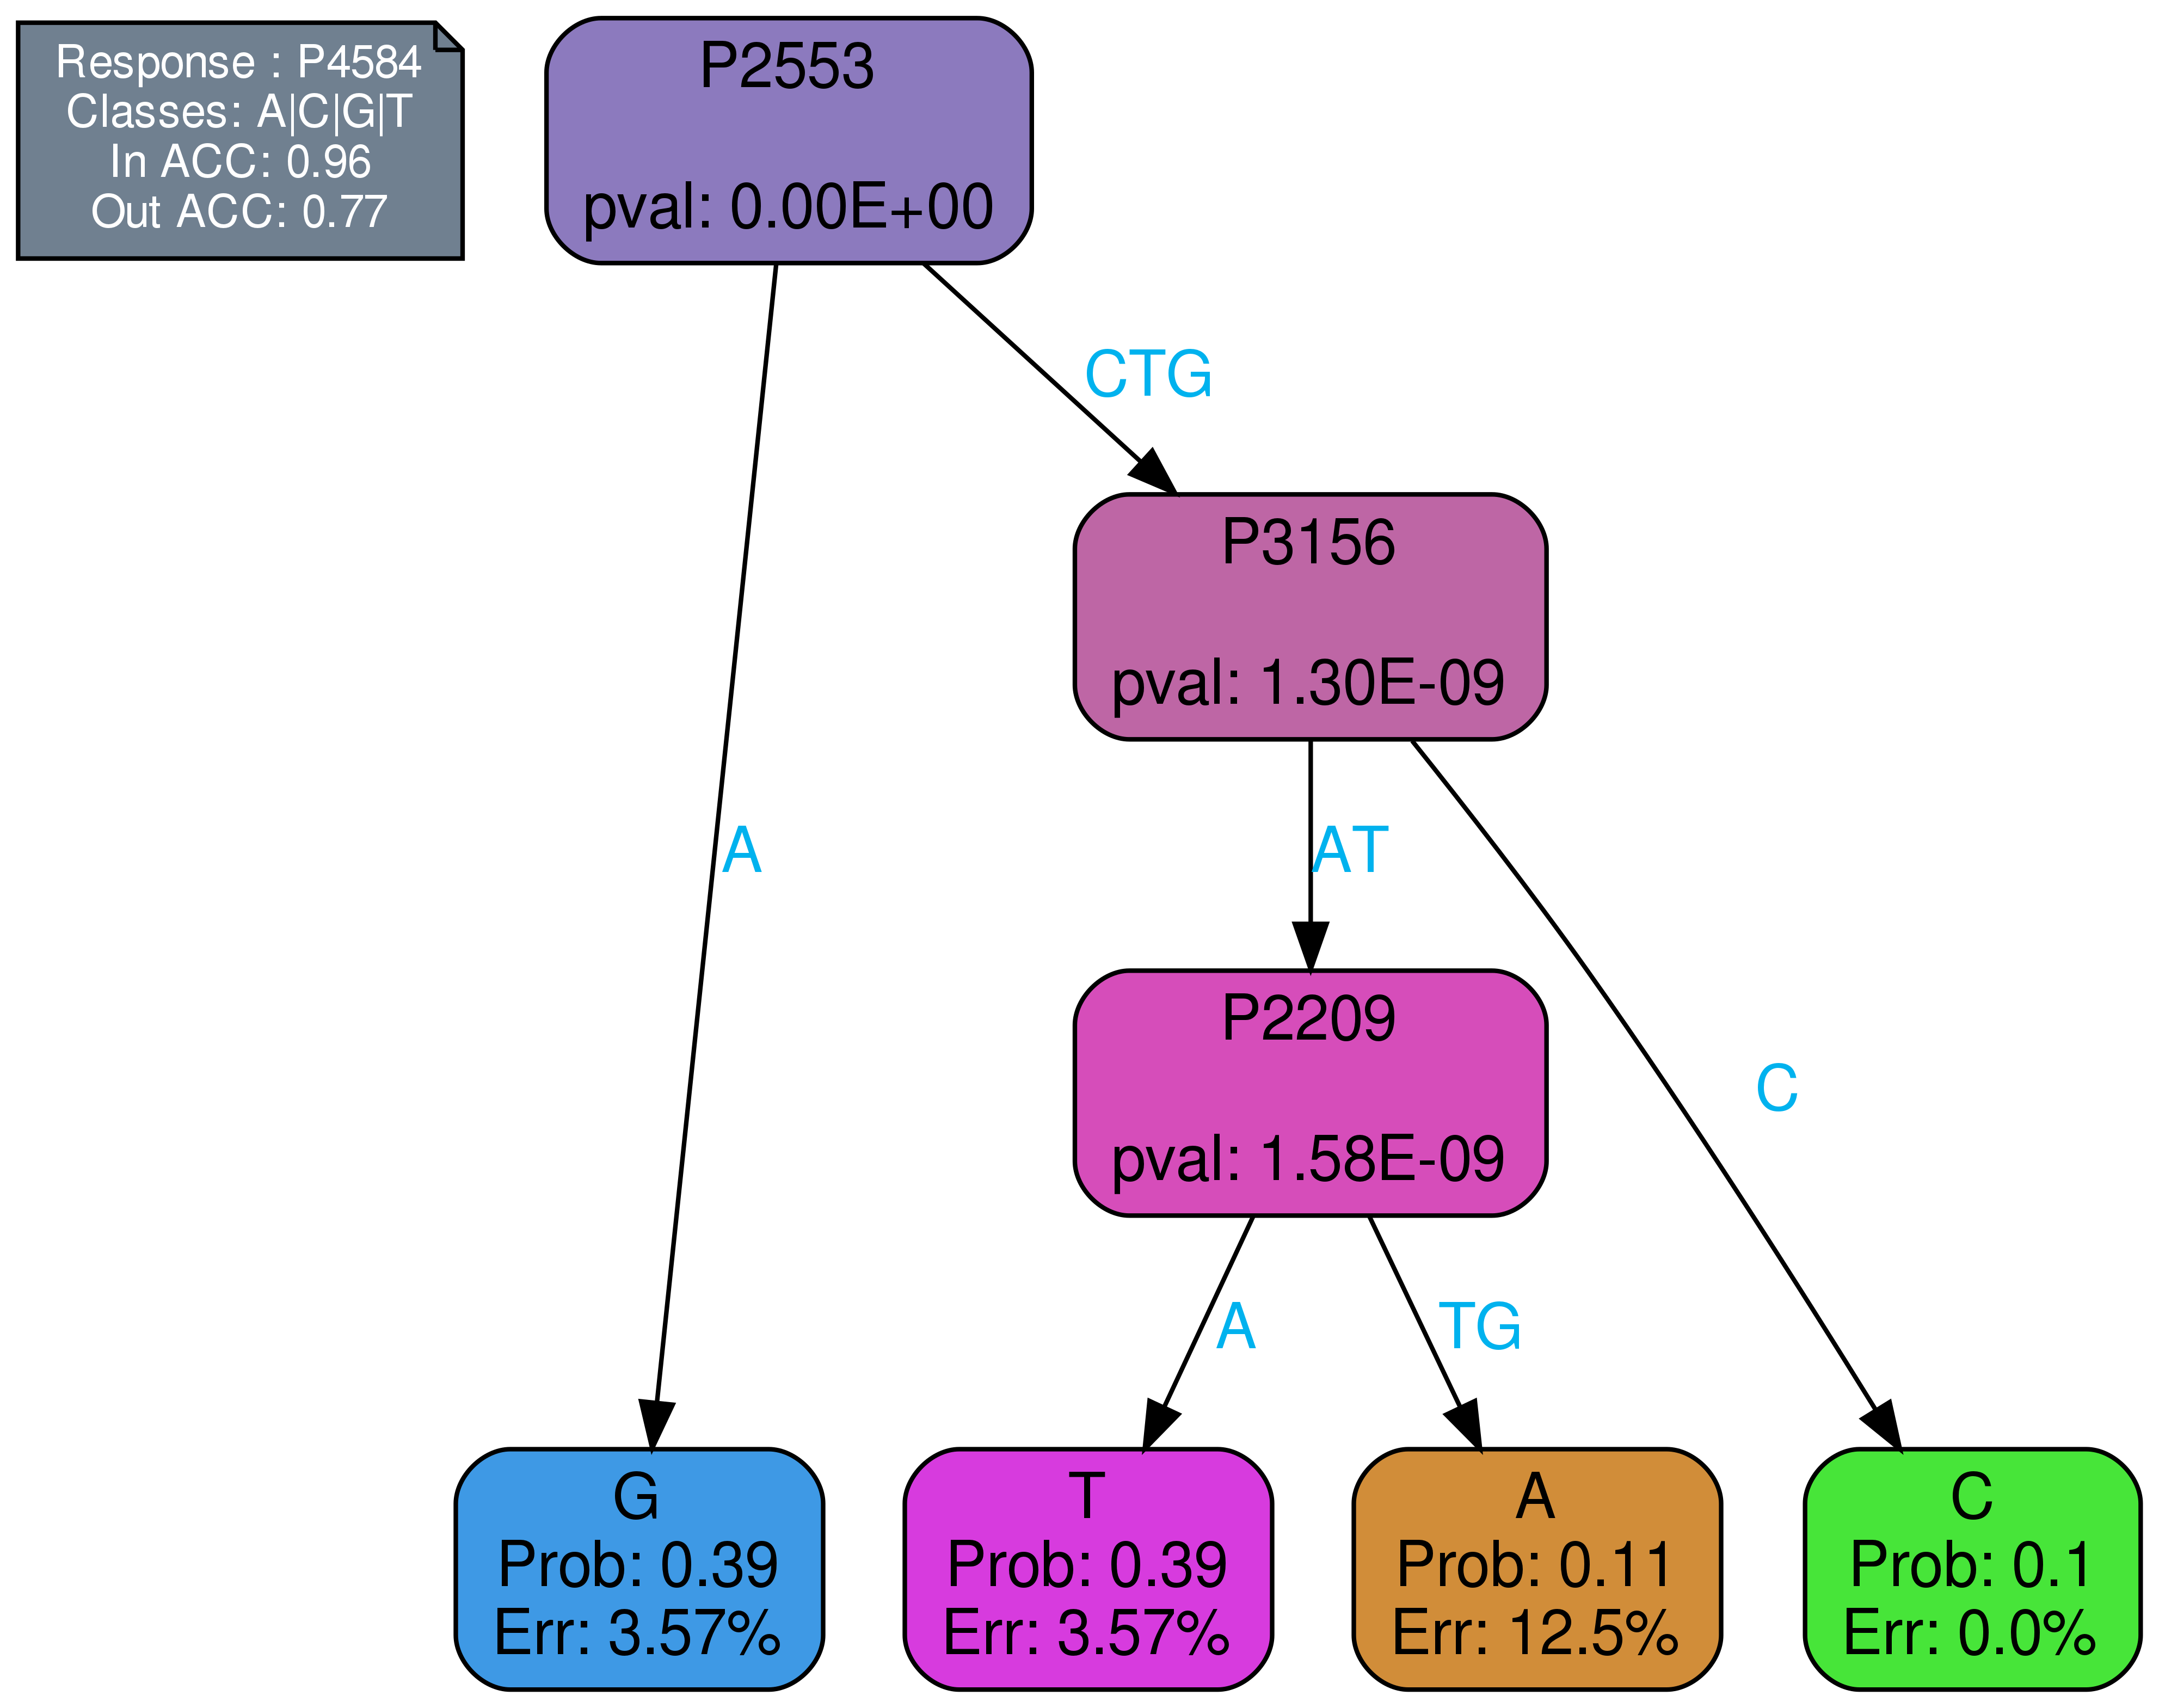 Response : P4584
Classes: A|C|G|T
In ACC: 0.96
Out ACC: 0.77
P2553
pval: 0.00E+00
CTG
P3156
pval: 1.30E-09
A
AT
P2209
pval: 1.58E-09
C
A
TG
G
Prob: 0.39
Err: 3.57%
T
Prob: 0.39
Err: 3.57%
A
Prob: 0.11
Err: 12.5%
C
Prob: 0.1
Err: 0.0%